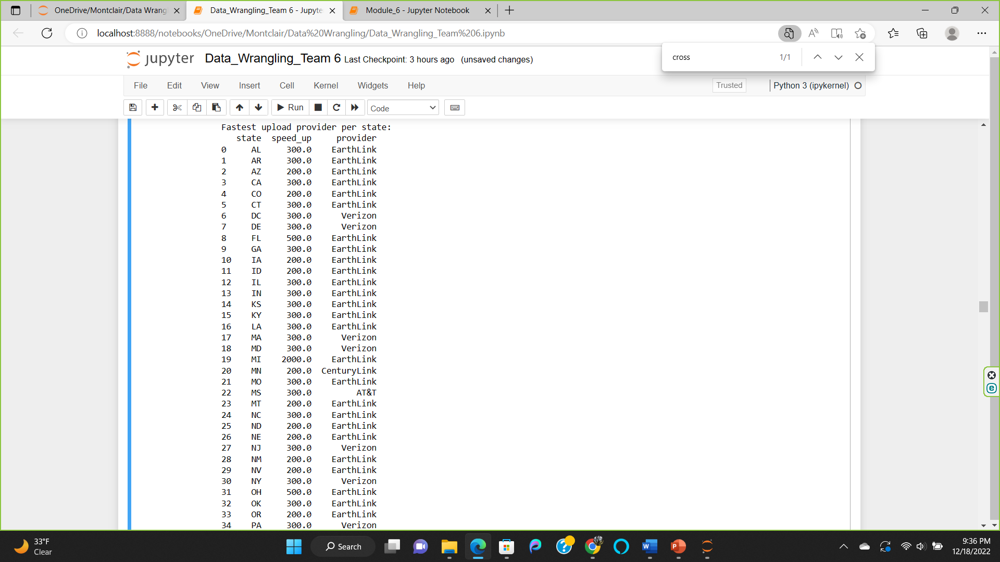 OneDrive/Montclair/Data Wrangl
Data_Wrangling_Team 6 - Jupyte
Module_6 - Jupyter Notebook
localhost:8888/notebooks/OneDrive/Montclair/Data%20Wrangling/Data_Wrangling_Team%206.ipynb
cross 1/1
jupyter Data_Wrangling_Team 6 Last Checkpoint: 3 hours ago (unsaved changes)
File Edit View Insert Cell Kernel Widgets Help Trusted Python 3 (ipykernel)
Run Code
Fastest upload provider per state:
state speed_up provider
0 AL 300.0 EarthLink
1 AR 300.0 EarthLink
2 AZ 200.0 EarthLink
3 CA 300.0 EarthLink
4 CO 200.0 EarthLink
5 CT 300.0 EarthLink
6 DC 300.0 Verizon
7 DE 300.0 Verizon
8 FL 500.0 EarthLink
9 GA 300.0 EarthLink
10 IA 200.0 EarthLink
11 ID 200.0 EarthLink
12 IL 300.0 EarthLink
13 IN 300.0 EarthLink
14 KS 300.0 EarthLink
15 KY 300.0 EarthLink
16 LA 300.0 EarthLink
17 MA 300.0 Verizon
18 MD 300.0 Verizon
19 MI 2000.0 EarthLink
20 MN 200.0 CenturyLink
21 MO 300.0 EarthLink
22 MS 300.0 AT&T
23 MT 200.0 EarthLink
24 NC 300.0 EarthLink
25 ND 200.0 EarthLink
26 NE 200.0 EarthLink
27 NJ 300.0 Verizon
28 NM 200.0 EarthLink
29 NV 200.0 EarthLink
30 NY 300.0 Verizon
31 OH 500.0 EarthLink
32 OK 300.0 EarthLink
33 OR 200.0 EarthLink
34 PA 300.0 Verizon
33°F
Clear
Search
9:36 PM
12/18/2022